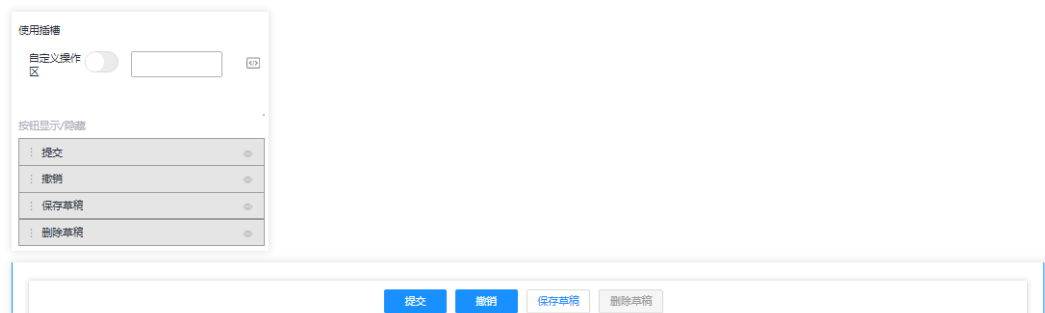 使用插槽
自定义操作
区
按钮显示/隐藏
提交
撤销
保存草稿
删除草稿
提交 撤销 保存草稿 删除草稿